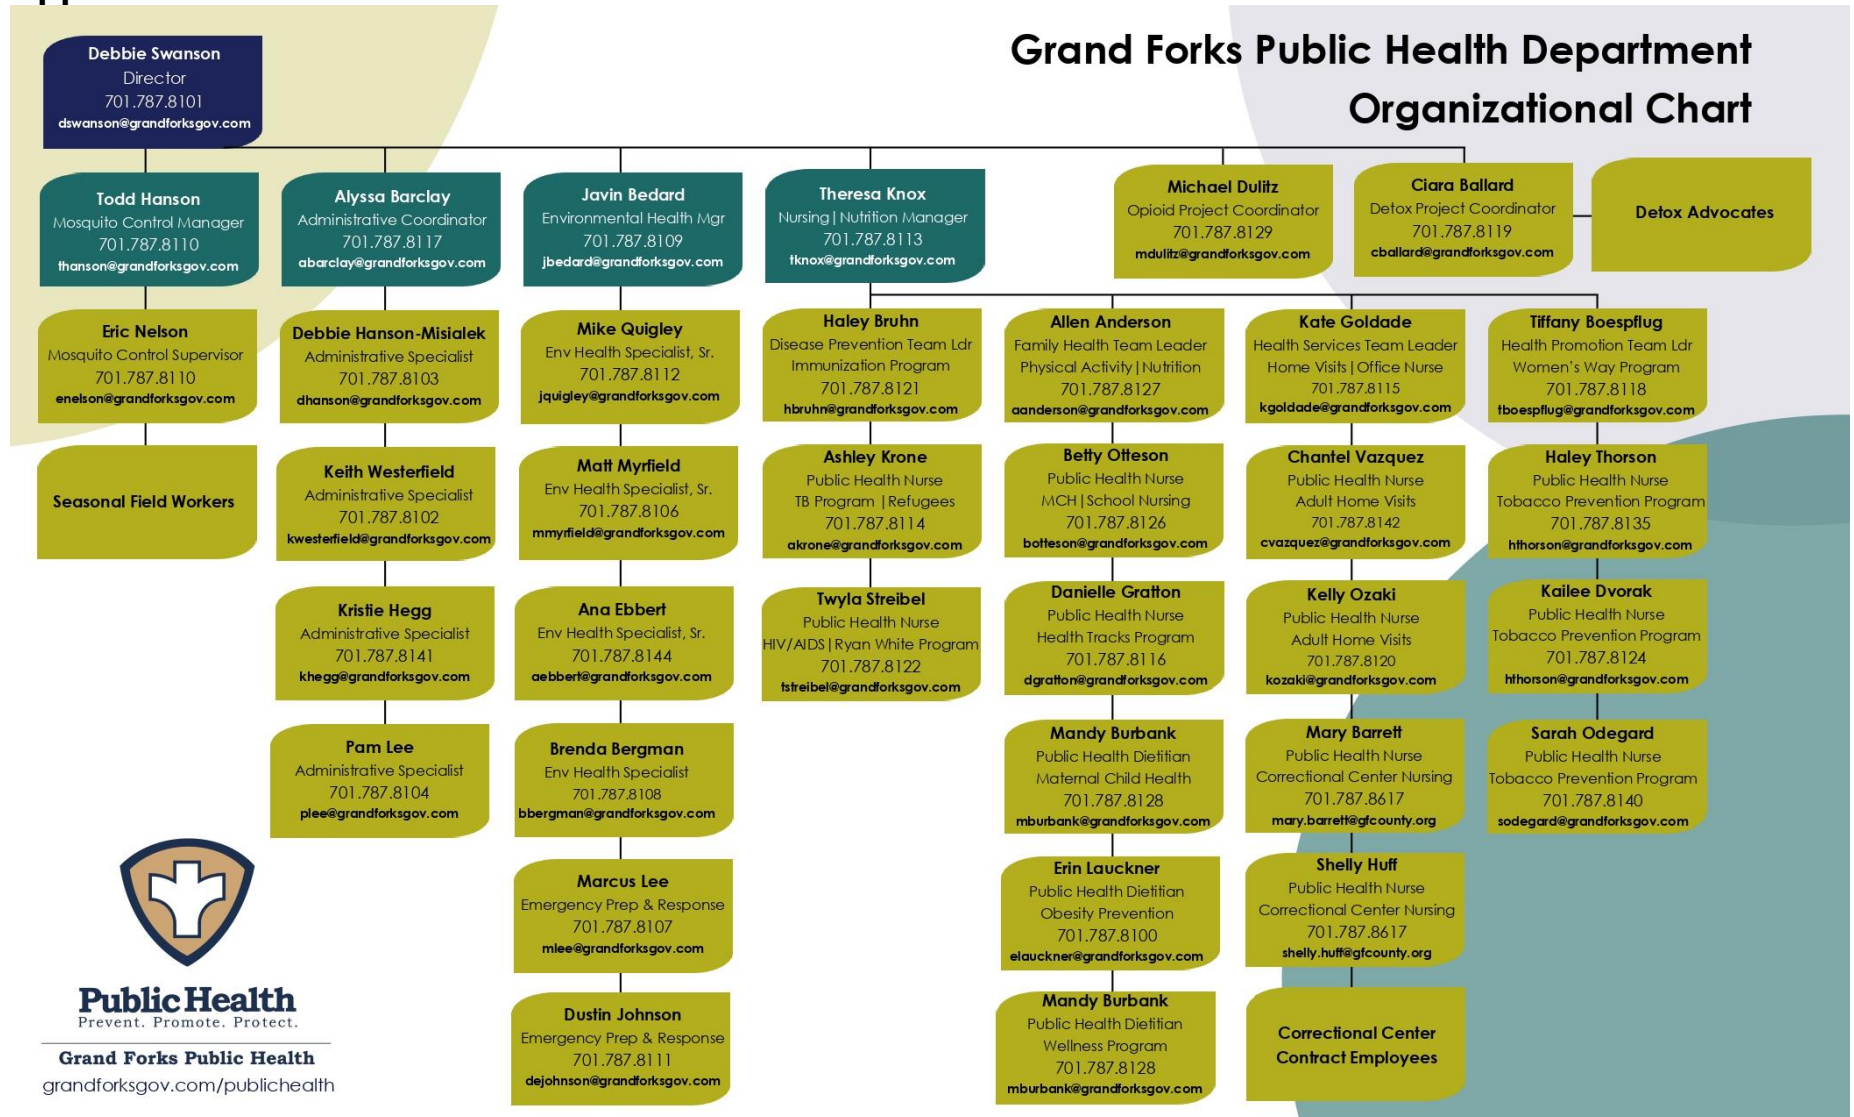 Grand Forks Public Health Department
Organizational Chart
Debbie Swanson
Director
701.787.8101
dswanson@grandforksgov.com
Todd Hanson
Mosquito Control Manager
701.787.8110
thanson@grandforksgov.com
Alyssa Barclay
Administrative Coordinator
701.787.8117
abarclay@grandforksgov.com
Javin Bedard
Environmental Health Mgr
701.787.8109
jbedard@grandforksgov.com
Theresa Knox
Nursing|Nutrition Manager
701.787.8113
tknox@grandforksgov.com
Michael Dulitz
Opioid Project Coordinator
701.787.8129
mdulitz@grandforksgov.com
Ciara Ballard
Detox Project Coordinator
701.787.8119
cballard@grandforksgov.com
Detox Advocates
Eric Nelson
Mosquito Control Supervisor
701.787.8110
enelson@grandforksgov.com
Seasonal Field Workers
Debbie Hanson-Misialek
Administrative Specialist
701.787.8103
dhanson@grandforksgov.com
Keith Westerfield
Administrative Specialist
701.787.8102
kwesterfield@grandforksgov.com
Kristie Hegg
Administrative Specialist
701.787.8141
khegg@grandforksgov.com
Pam Lee
Administrative Specialist
701.787.8104
plee@grandforksgov.com
Mike Quigley
Env Health Specialist, Sr.
701.787.8112
jquigley@grandforksgov.com
Matt Myrfield
Env Health Specialist, Sr.
701.787.8106
mmyrfield@grandforksgov.com
Ana Ebbert
Env Health Specialist, Sr.
701.787.8144
aebbert@grandforksgov.com
Brenda Bergman
Env Health Specialist
701.787.8108
bbergman@grandforksgov.com
Marcus Lee
Emergency Prep & Response
701.787.8107
mlee@grandforksgov.com
Dustin Johnson
Emergency Prep & Response
701.787.8111
dejohnson@grandforksgov.com
Haley Bruhn
Disease Prevention Team Ldr
Immunization Program
701.787.8121
hbruhn@grandforksgov.com
Ashley Krone
Public Health Nurse
TB Program |Refugees
701.787.8114
akrone@grandforksgov.com
Twyla Streibel
Public Health Nurse
HIV/AIDS|Ryan White Program
701.787.8122
tstreibel@grandforksgov.com
Allen Anderson
Family Health Team Leader
Physical Activity|Nutrition
701.787.8127
aanderson@grandforksgov.com
Betty Otteson
Public Health Nurse
MCH|School Nursing
701.787.8126
botteson@grandforksgov.com
Danielle Gratton
Public Health Nurse
Health Tracks Program
701.787.8116
dgratton@grandforksgov.com
Mandy Burbank
Public Health Dietitian
Maternal Child Health
701.787.8128
mburbank@grandforksgov.com
Erin Lauckner
Public Health Dietitian
Obesity Prevention
701.787.8100
elauckner@grandforksgov.com
Mandy Burbank
Public Health Dietitian
Wellness Program
701.787.8128
mburbank@grandforksgov.com
Kate Goldade
Health Services Team Leader
Home Visits|Office Nurse
701.787.8115
kgoldade@grandforksgov.com
Chantel Vazquez
Public Health Nurse
Adult Home Visits
701.787.8142
cvazquez@grandforksgov.com
Kelly Ozaki
Public Health Nurse
Adult Home Visits
701.787.8120
kozaki@grandforksgov.com
Mary Barrett
Public Health Nurse
Correctional Center Nursing
701.787.8617
mary.barrett@gfcounty.org
Shelly Huff
Public Health Nurse
Correctional Center Nursing
701.787.8617
shelly.huff@gfcounty.org
Correctional Center
Contract Employees
Tiffany Boespflug
Health Promotion Team Ldr
Women's Way Program
701.787.8118
tboespflug@grandforksgov.com
Haley Thorson
Public Health Nurse
Tobacco Prevention Program
701.787.8135
hthorson@grandforksgov.com
Kailee Dvorak
Public Health Nurse
Tobacco Prevention Program
701.787.8124
hthorson@grandforksgov.com
Sarah Odegard
Public Health Nurse
Tobacco Prevention Program
701.787.8140
sodegard@grandforksgov.com
Public Health
Prevent. Promote. Protect.
Grand Forks Public Health
grandforksgov.com/publichealth